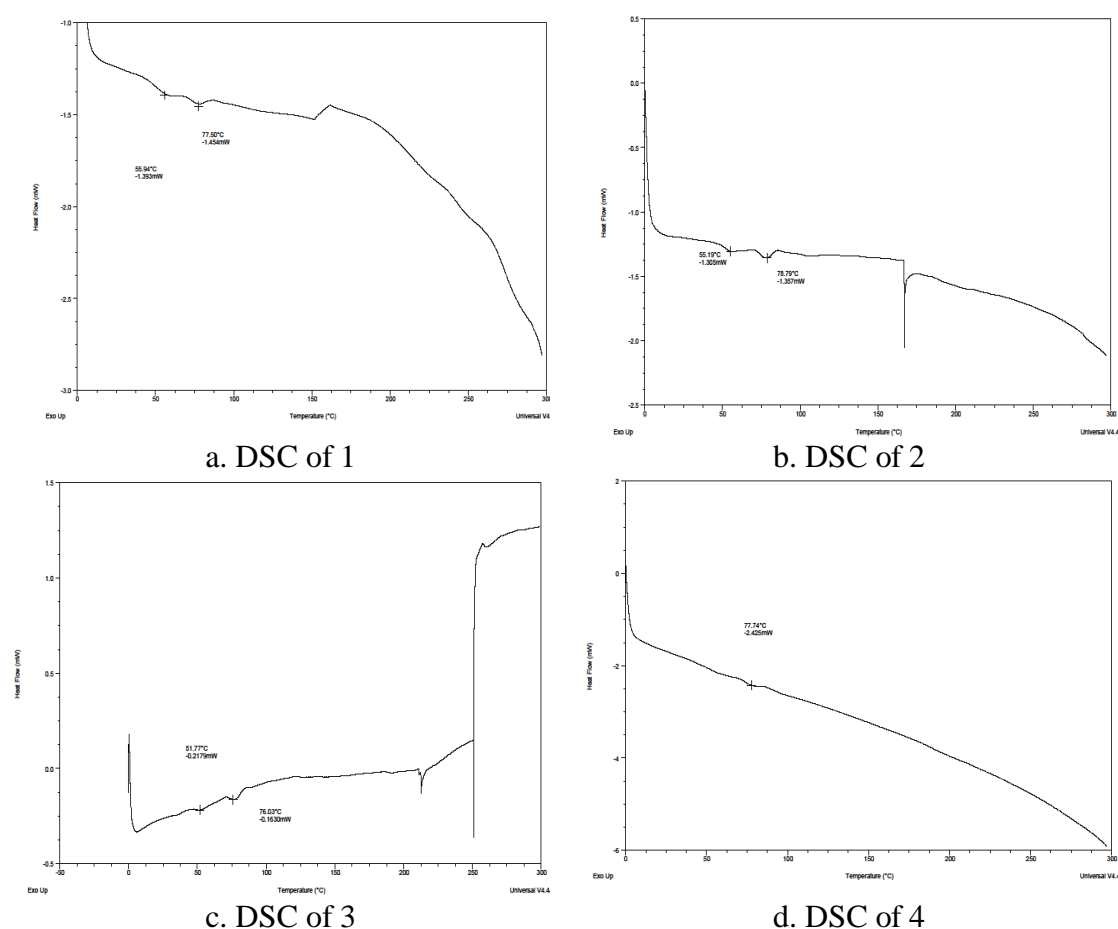 -1.0
-1.5
-2.0
-2.5
-3.0
Heat Flow (mW)
77.50°C
-1.454mW
55.94°C
-1.393mW
0 50 100 150 200 250 300
Exo Up Temperature (°C) Universal V4
a. DSC of 1
0.5
0.0
-0.5
-1.0
-1.5
-2.0
-2.5
Heat Flow (mW)
55.19°C
-1.305mW
78.79°C
-1.357mW
0 50 100 150 200 250 300
Exo Up Temperature (°C) Universal V4.4
b. DSC of 2
1.5
1.0
0.5
0.0
-0.5
Heat Flow (mW)
51.77°C
-0.2179mW
76.03°C
-0.1630mW
-50 0 50 100 150 200 250 300
Exo Up Temperature (°C) Universal V4.4
c. DSC of 3
2
0
-2
-4
-6
Heat Flow (mW)
77.74°C
-2.425mW
0 50 100 150 200 250 300
Exo Up Temperature (°C) Universal V4.4
d. DSC of 4